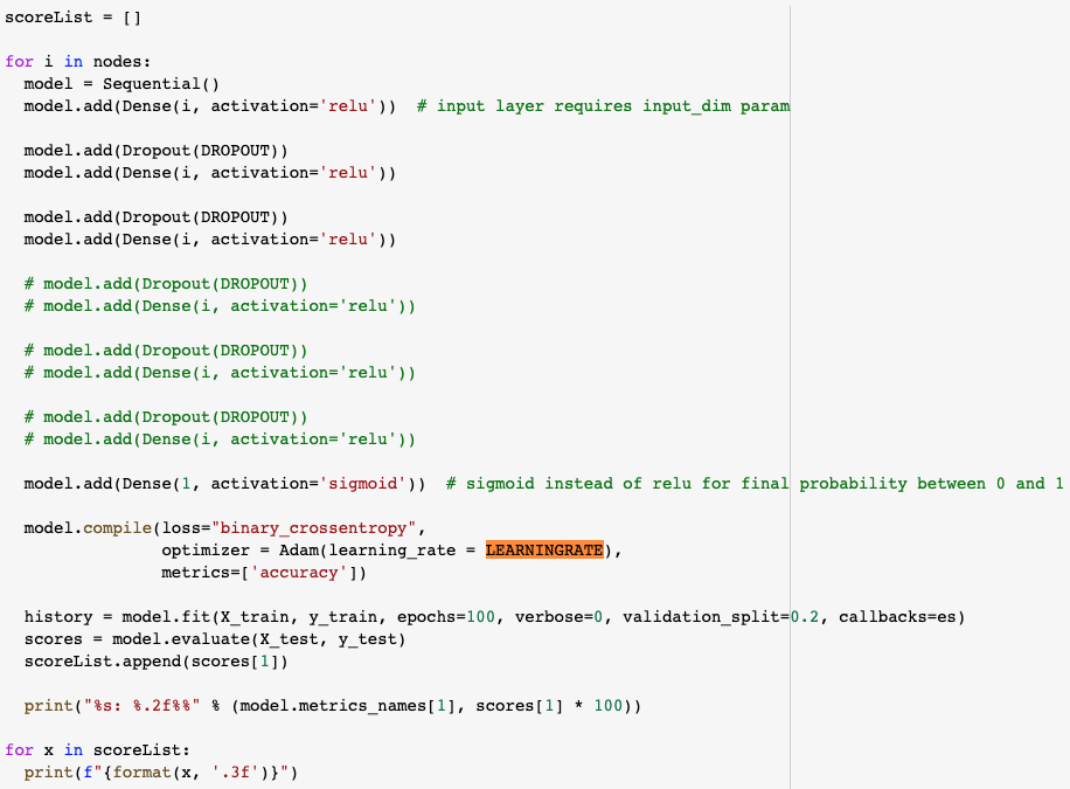 scoreList = []
for i in nodes:
model = Sequential()
model.add(Dense(i, activation='relu'))  # input layer requires input_dim param
model.add(Dropout(DROPOUT))
model.add(Dense(i, activation='relu'))
model.add(Dropout(DROPOUT))
model.add(Dense(i, activation='relu'))
# model.add(Dropout(DROPOUT))
# model.add(Dense(i, activation='relu'))
# model.add(Dropout(DROPOUT))
# model.add(Dense(i, activation='relu'))
# model.add(Dropout(DROPOUT))
# model.add(Dense(i, activation='relu'))
model.add(Dense(1, activation='sigmoid'))  # sigmoid instead of relu for final probability between 0 and 1
model.compile(loss="binary_crossentropy",
optimizer = Adam(learning_rate = LEARNINGRATE),
metrics=['accuracy'])
history = model.fit(X_train, y_train, epochs=100, verbose=0, validation_split=0.2, callbacks=es)
scores = model.evaluate(X_test, y_test)
scoreList.append(scores[1])
print("%s: %.2f%%" % (model.metrics_names[1], scores[1] * 100))
for x in scoreList:
print(f"{format(x, '.3f')}")